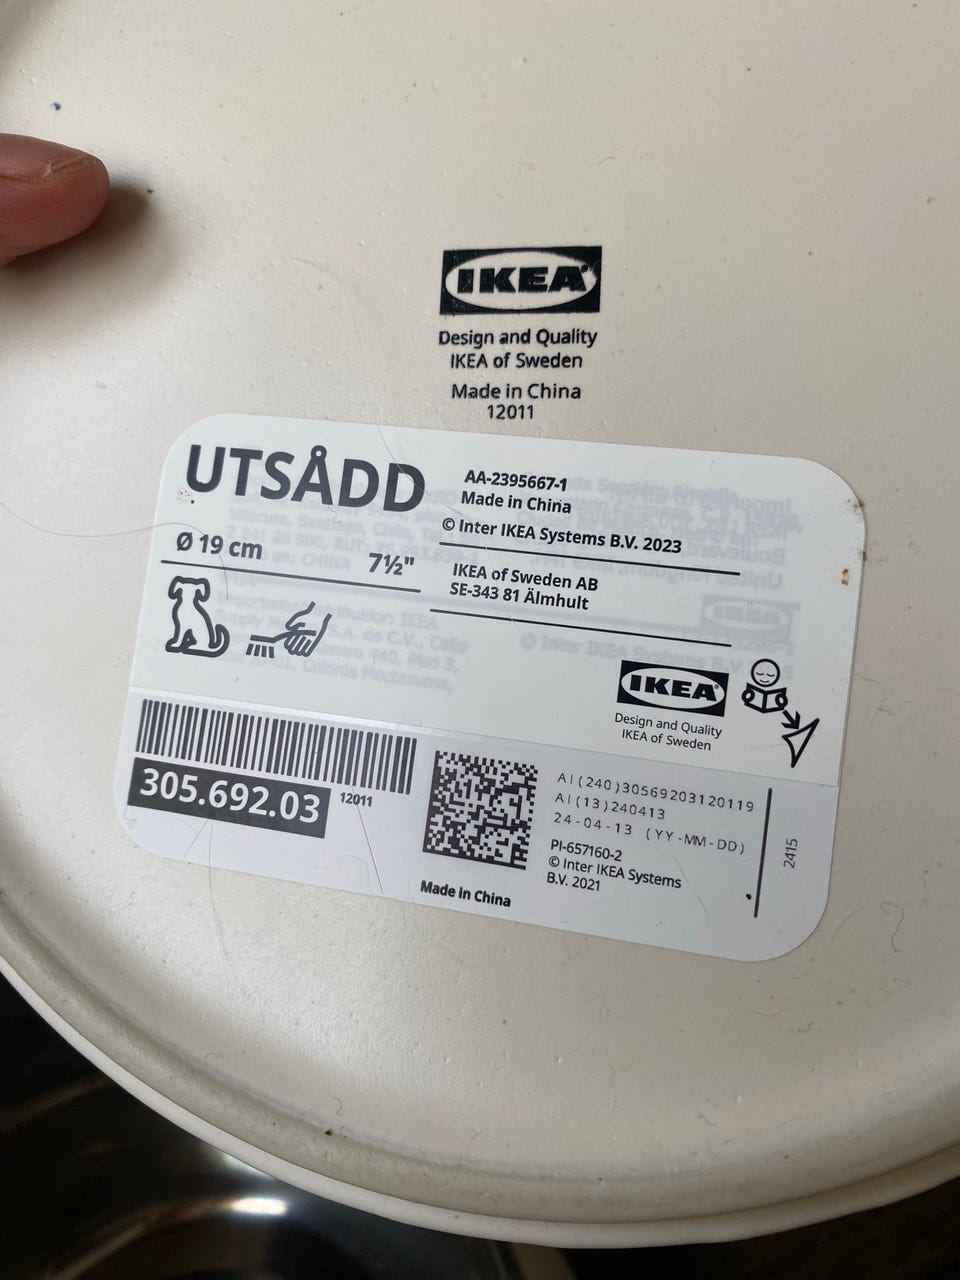 IKEA
Design and Quality
IKEA of Sweden
Made in China
12011
UTSÅDD
AA-2395667-1
Made in China
© Inter IKEA Systems B.V. 2023
Ø 19 cm
7½"
IKEA of Sweden AB
SE-343 81 Älmhult
IKEA
Design and Quality
IKEA of Sweden
305.692.03
12011
AI(240)30569203120119
AI(13)240413
24-04-13 (YY-MM-DD)
PI-657160-2
© Inter IKEA Systems
B.V. 2021
2415
Made in China